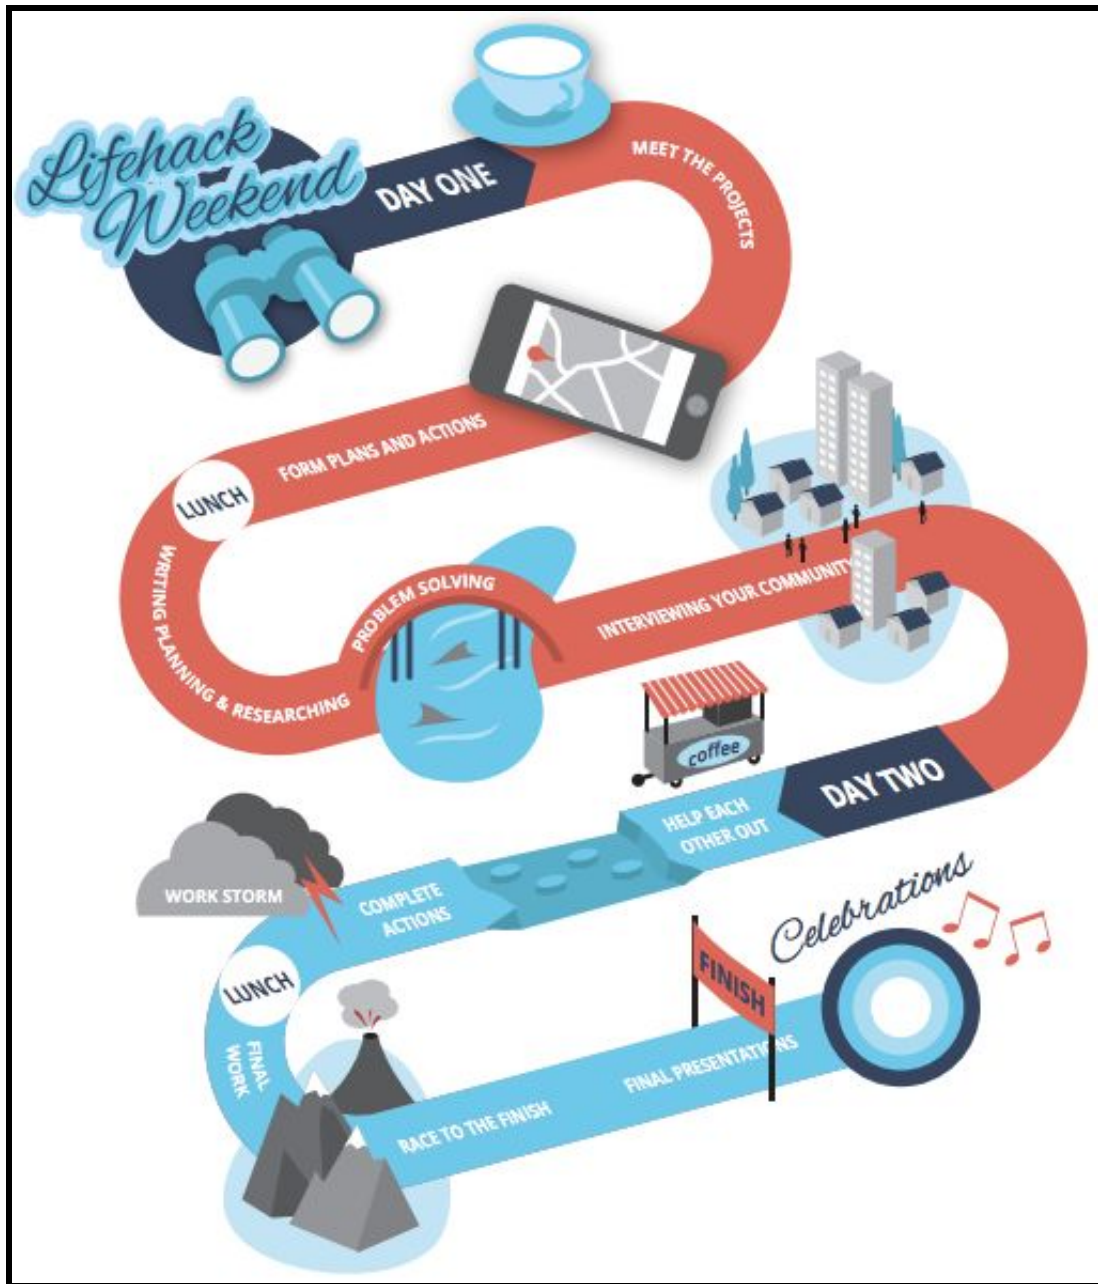 Lifehack
Weekend
DAY ONE
MEET THE PROJECTS
FORM PLANS AND ACTIONS
LUNCH
WRITING PLANNING & RESEARCHING
PROBLEM SOLVING
INTERVIEWING YOUR COMMUNITY
coffee
DAY TWO
HELP EACH
OTHER OUT
COMPLETE
ACTIONS
WORK STORM
LUNCH
FINAL
WORK
RACE TO THE FINISH
FINAL PRESENTATIONS
FINISH
Celebrations